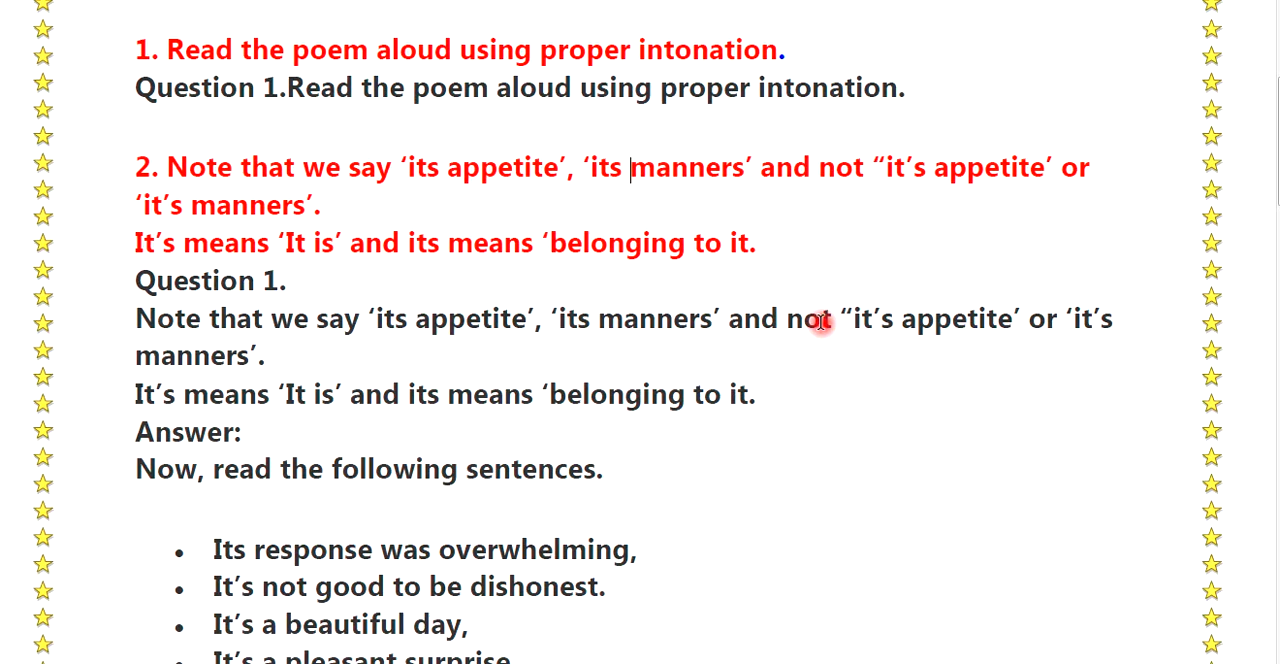 1. Read the poem aloud using proper intonation.
Question 1.Read the poem aloud using proper intonation.
2. Note that we say ‘its appetite’, ‘its manners’ and not “it’s appetite’ or
‘it’s manners’.
It’s means ‘It is’ and its means ‘belonging to it.
Question 1.
Note that we say ‘its appetite’, ‘its manners’ and not “it’s appetite’ or ‘it’s
manners’.
It’s means ‘It is’ and its means ‘belonging to it.
Answer:
Now, read the following sentences.
• Its response was overwhelming,
• It’s not good to be dishonest.
• It’s a beautiful day,
• It’s a pleasant surprise